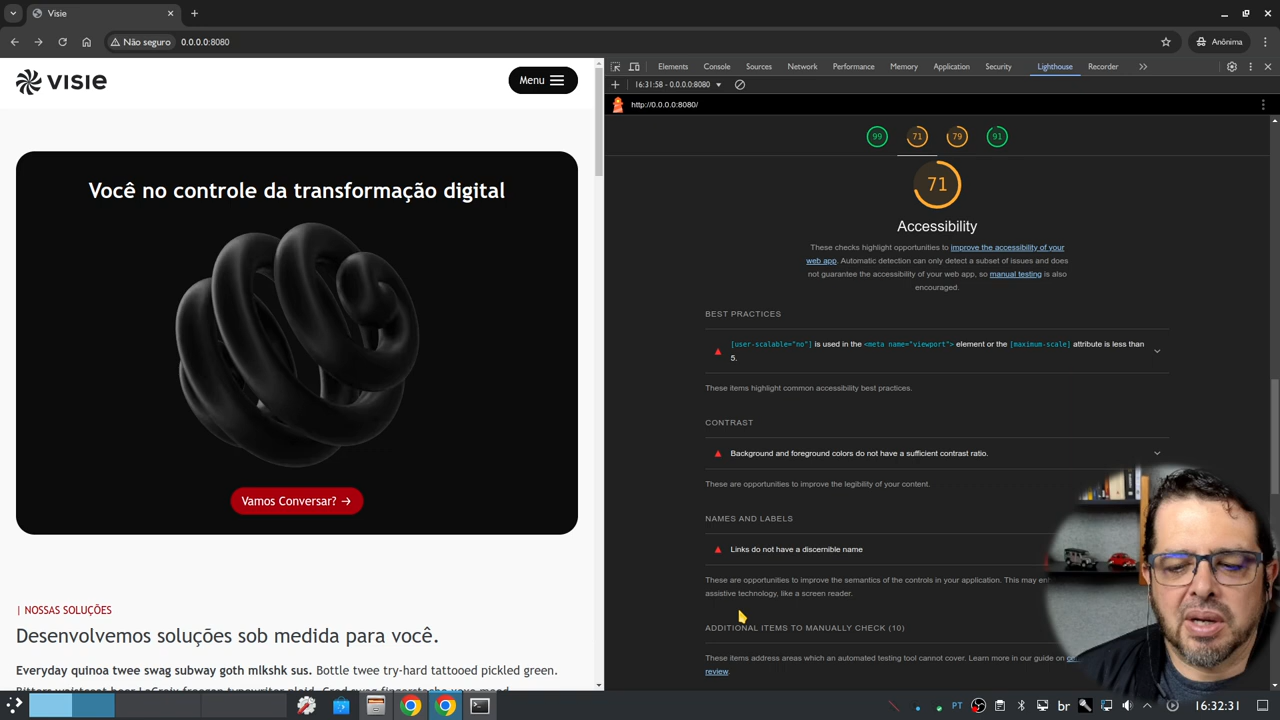 Visie
Não seguro
0.0.0.0:8080
Anônima
VISIE
Menu
Você no controle da transformação digital
Vamos Conversar? →
| NOSSAS SOLUÇÕES
Desenvolvemos soluções sob medida para você.
Everyday quinoa twee swag subway goth mlkshk sus. Bottle twee try-hard tattooed pickled green.
Elements Console Sources Network Performance Memory Application Security Lighthouse Recorder
16:31:58 - 0.0.0.0:8080
http://0.0.0.0:8080/
99 71 79 91
71
Accessibility
These checks highlight opportunities to improve the accessibility of your
web app. Automatic detection can only detect a subset of issues and does
not guarantee the accessibility of your web app, so manual testing is also
encouraged.
BEST PRACTICES
[user-scalable="no"] is used in the <meta name="viewport"> element or the [maximum-scale] attribute is less than
5.
These items highlight common accessibility best practices.
CONTRAST
Background and foreground colors do not have a sufficient contrast ratio.
These are opportunities to improve the legibility of your content.
NAMES AND LABELS
Links do not have a discernible name
These are opportunities to improve the semantics of the controls in your application. This may
assistive technology, like a screen reader.
ADDITIONAL ITEMS TO MANUALLY CHECK (10)
These items address areas which an automated testing tool cannot cover. Learn more in our guide on
review.
PT
br
16:32:31